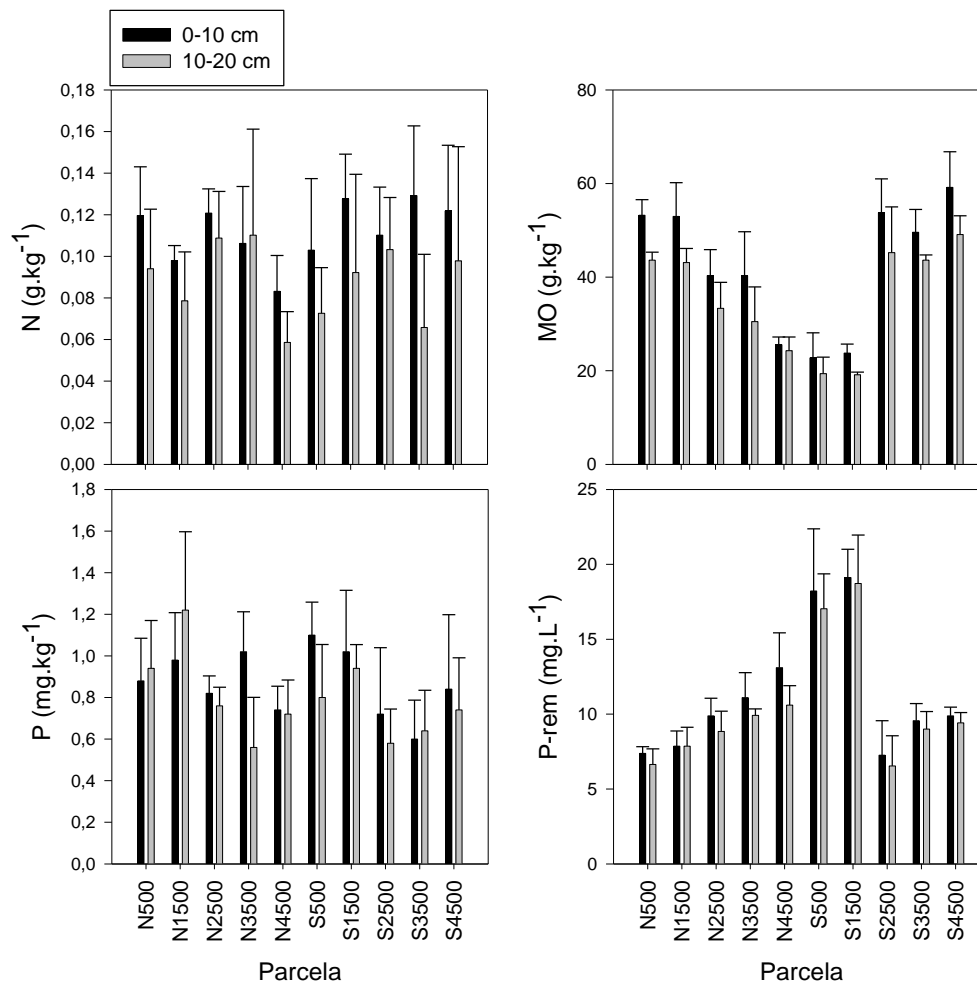 0-10 cm
10-20 cm
N (g.kg⁻¹)
0,18
0,16
0,14
0,12
0,10
0,08
0,06
0,04
0,02
0,00
MO (g.kg⁻¹)
80
60
40
20
0
P (mg.kg⁻¹)
1,8
1,6
1,4
1,2
1,0
0,8
0,6
0,4
0,2
0,0
N500
N1500
N2500
N3500
N4500
S500
S1500
S2500
S3500
S4500
Parcela
P-rem (mg.L⁻¹)
25
20
15
10
5
0
N500
N1500
N2500
N3500
N4500
S500
S1500
S2500
S3500
S4500
Parcela